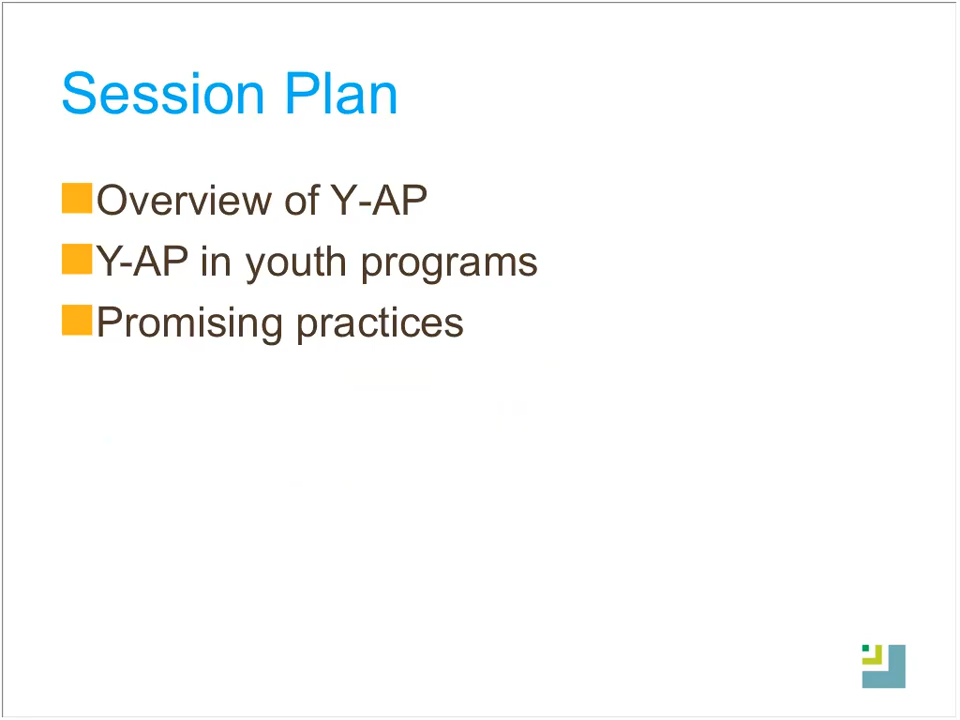 Session Plan
Overview of Y-AP
Y-AP in youth programs
Promising practices